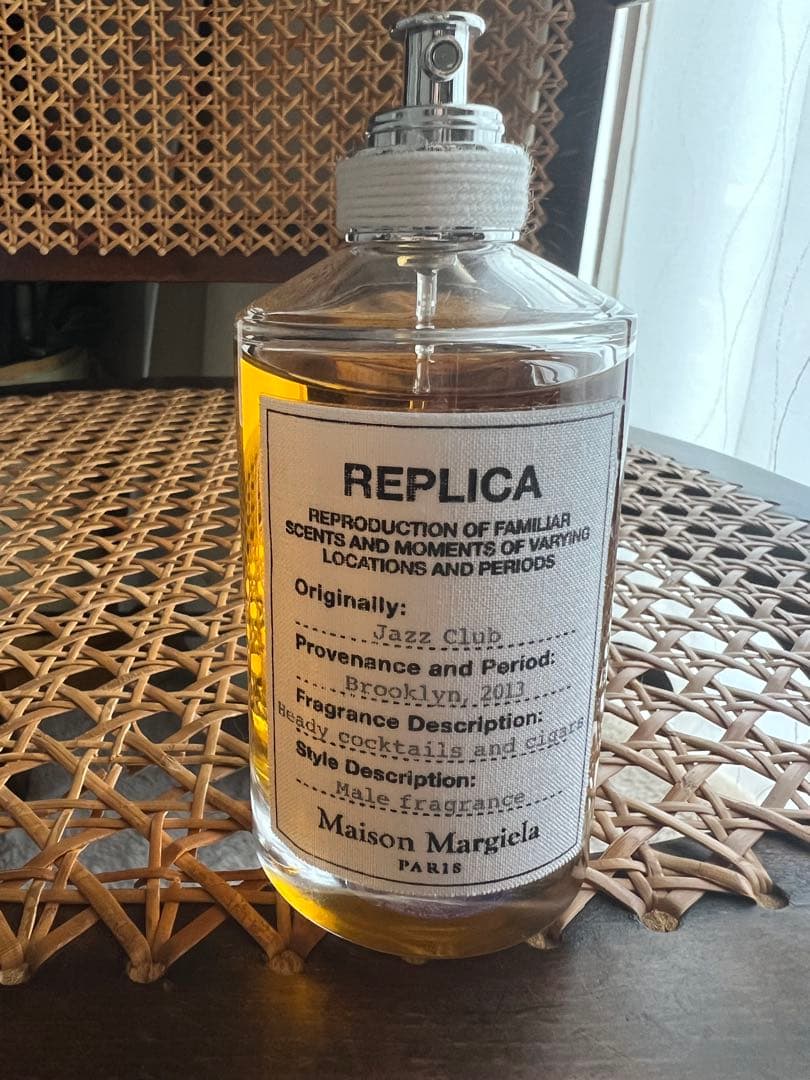 REPLICA
REPRODUCTION OF FAMILIAR
SCENTS AND MOMENTS OF VARYING
LOCATIONS AND PERIODS
Originally:
Jazz Club
Provenance and Period:
Brooklyn, 2013
Fragrance Description:
Heady cocktails and cigars
Style Description:
Male fragrance
Maison Margiela
PARIS